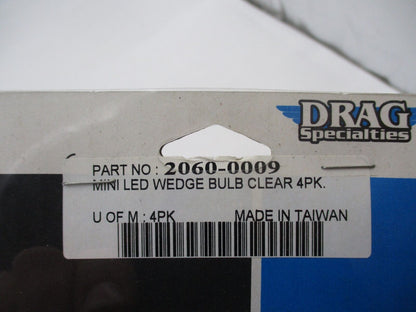 DRAG
Specialties
PART NO : 2060-0009
MINI LED WEDGE BULB CLEAR 4PK.
U OF M : 4PK MADE IN TAIWAN